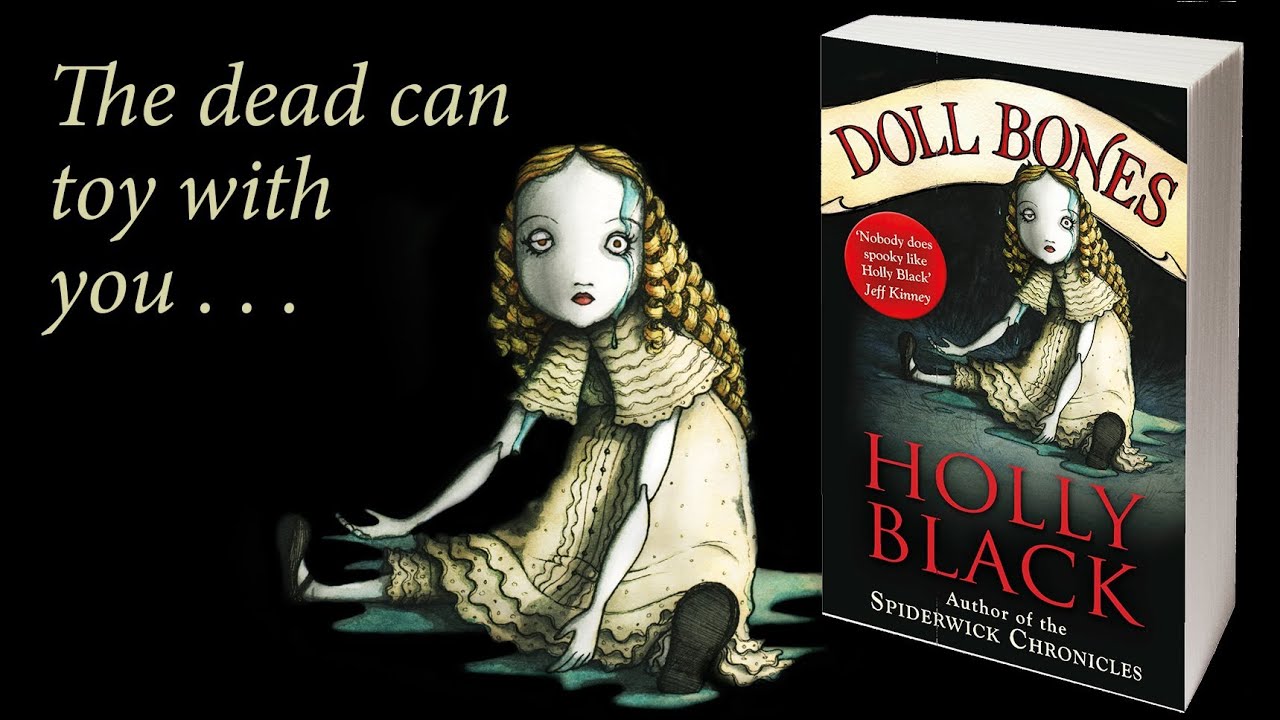 The dead can
toy with
you . . .
DOLL BONES
‘Nobody does
spooky like
Holly Black’
Jeff Kinney
HOLLY
BLACK
Author of the
SPIDERWICK CHRONICLES